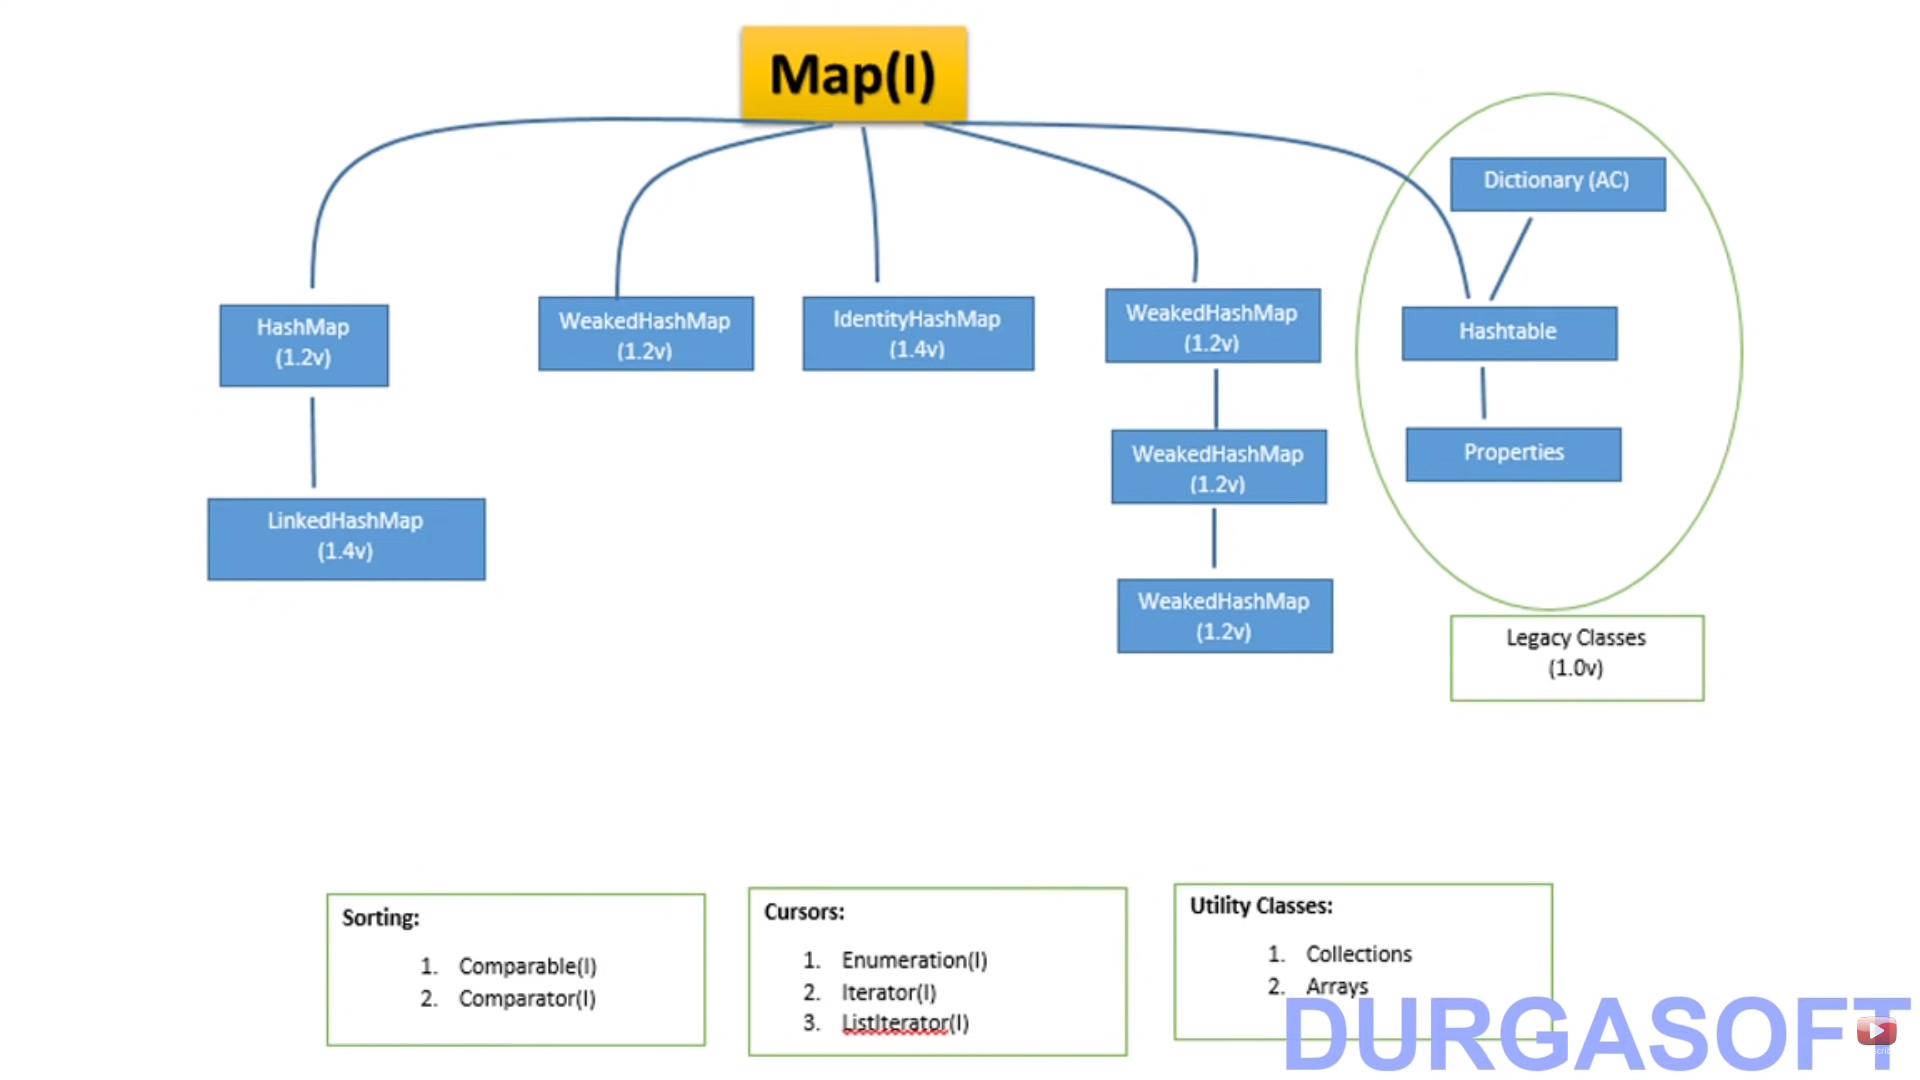 Map(I)
Dictionary (AC)
HashMap
(1.2v)
WeakedHashMap
(1.2v)
IdentityHashMap
(1.4v)
WeakedHashMap
(1.2v)
Hashtable
WeakedHashMap
(1.2v)
Properties
LinkedHashMap
(1.4v)
WeakedHashMap
(1.2v)
Legacy Classes
(1.0v)
Sorting:
1. Comparable(I)
2. Comparator(I)
Cursors:
1. Enumeration(I)
2. Iterator(I)
3. ListIterator(I)
Utility Classes:
1. Collections
2. Arrays
DURGASOFT